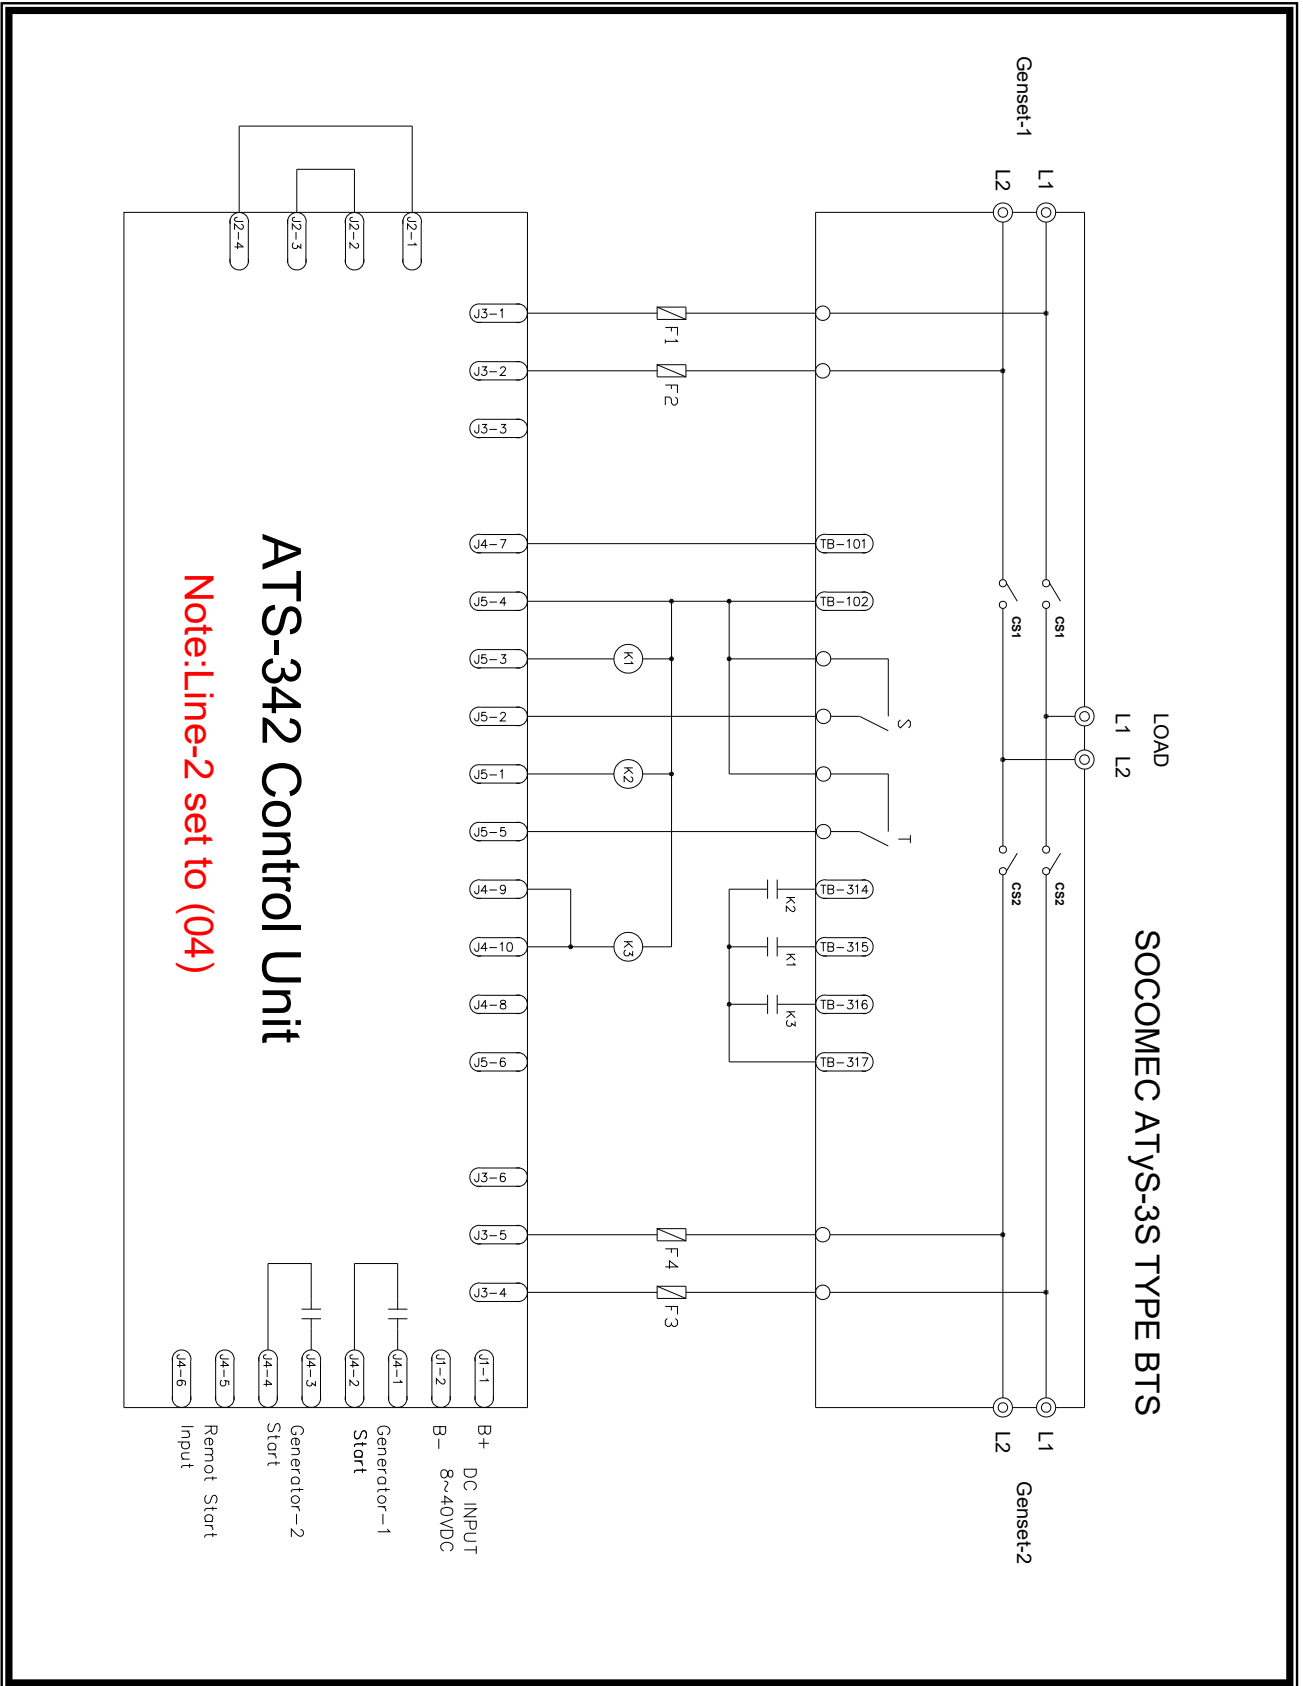 SOCOMEC ATyS-3S TYPE BTS
LOAD
L1 L2
Genset-1
L1
L2
CS1
CS1
CS2
CS2
L1
L2
Genset-2
TB-101
TB-102
S
T
TB-314
TB-315
TB-316
TB-317
K2
K1
K3
F1
F2
F4
F3
K1
K2
K3
J3-1
J3-2
J3-3
J4-7
J5-4
J5-3
J5-2
J5-1
J5-5
J4-9
J4-10
J4-8
J5-6
J3-6
J3-5
J3-4
J2-1
J2-2
J2-3
J2-4
ATS-342 Control Unit
Note:Line-2 set to (04)
J1-1
B+
DC INPUT
J1-2
B-
8~40VDC
J4-1
J4-2
Generator-1
Start
J4-3
J4-4
Generator-2
Start
J4-5
J4-6
Remot Start
Input